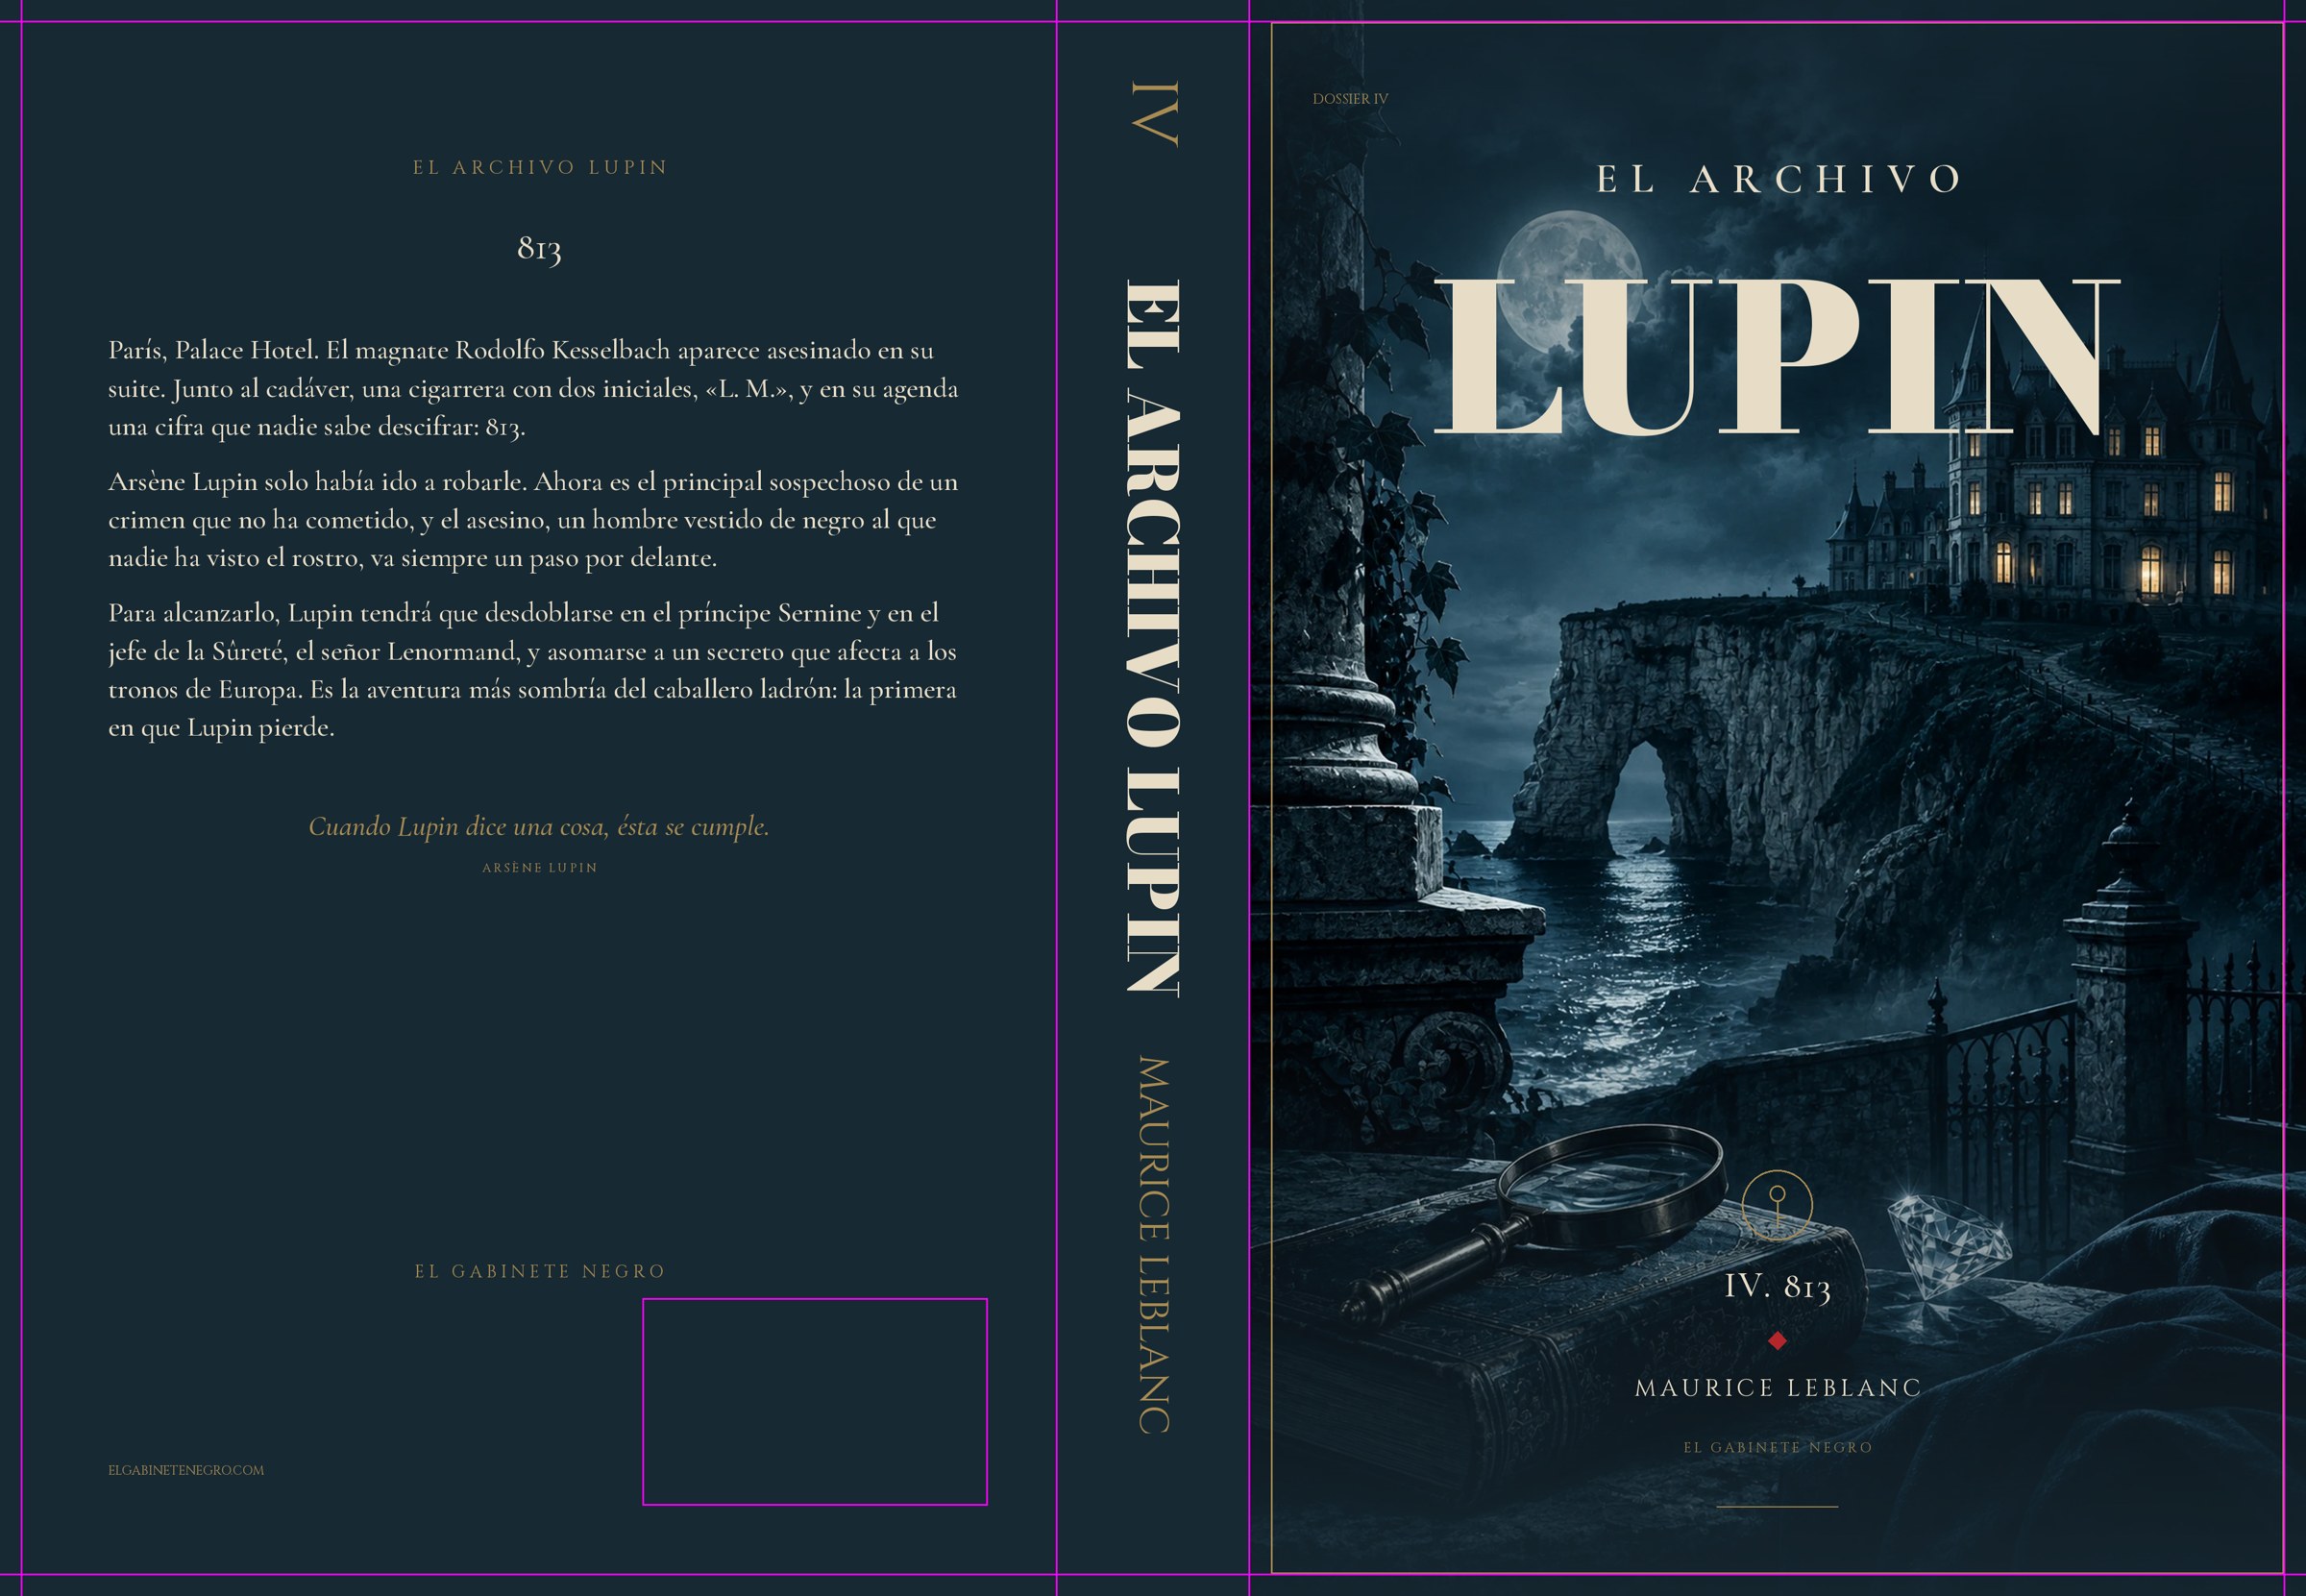 EL ARCHIVO LUPIN
813
París, Palace Hotel. El magnate Rodolfo Kesselbach aparece asesinado en su
suite. Junto al cadáver, una cigarrera con dos iniciales, «L. M.», y en su agenda
una cifra que nadie sabe descifrar: 813.
Arsène Lupin solo había ido a robarle. Ahora es el principal sospechoso de un
crimen que no ha cometido, y el asesino, un hombre vestido de negro al que
nadie ha visto el rostro, va siempre un paso por delante.
Para alcanzarlo, Lupin tendrá que desdoblarse en el príncipe Sernine y en el
jefe de la Sûreté, el señor Lenormand, y asomarse a un secreto que afecta a los
tronos de Europa. Es la aventura más sombría del caballero ladrón: la primera
en que Lupin pierde.
Cuando Lupin dice una cosa, ésta se cumple.
ARSÈNE LUPIN
EL GABINETE NEGRO
ELGABINETENEGRO.COM
IV
EL ARCHIVO LUPIN
MAURICE LEBLANC
DOSSIER IV
EL ARCHIVO
LUPIN
IV. 813
MAURICE LEBLANC
EL GABINETE NEGRO